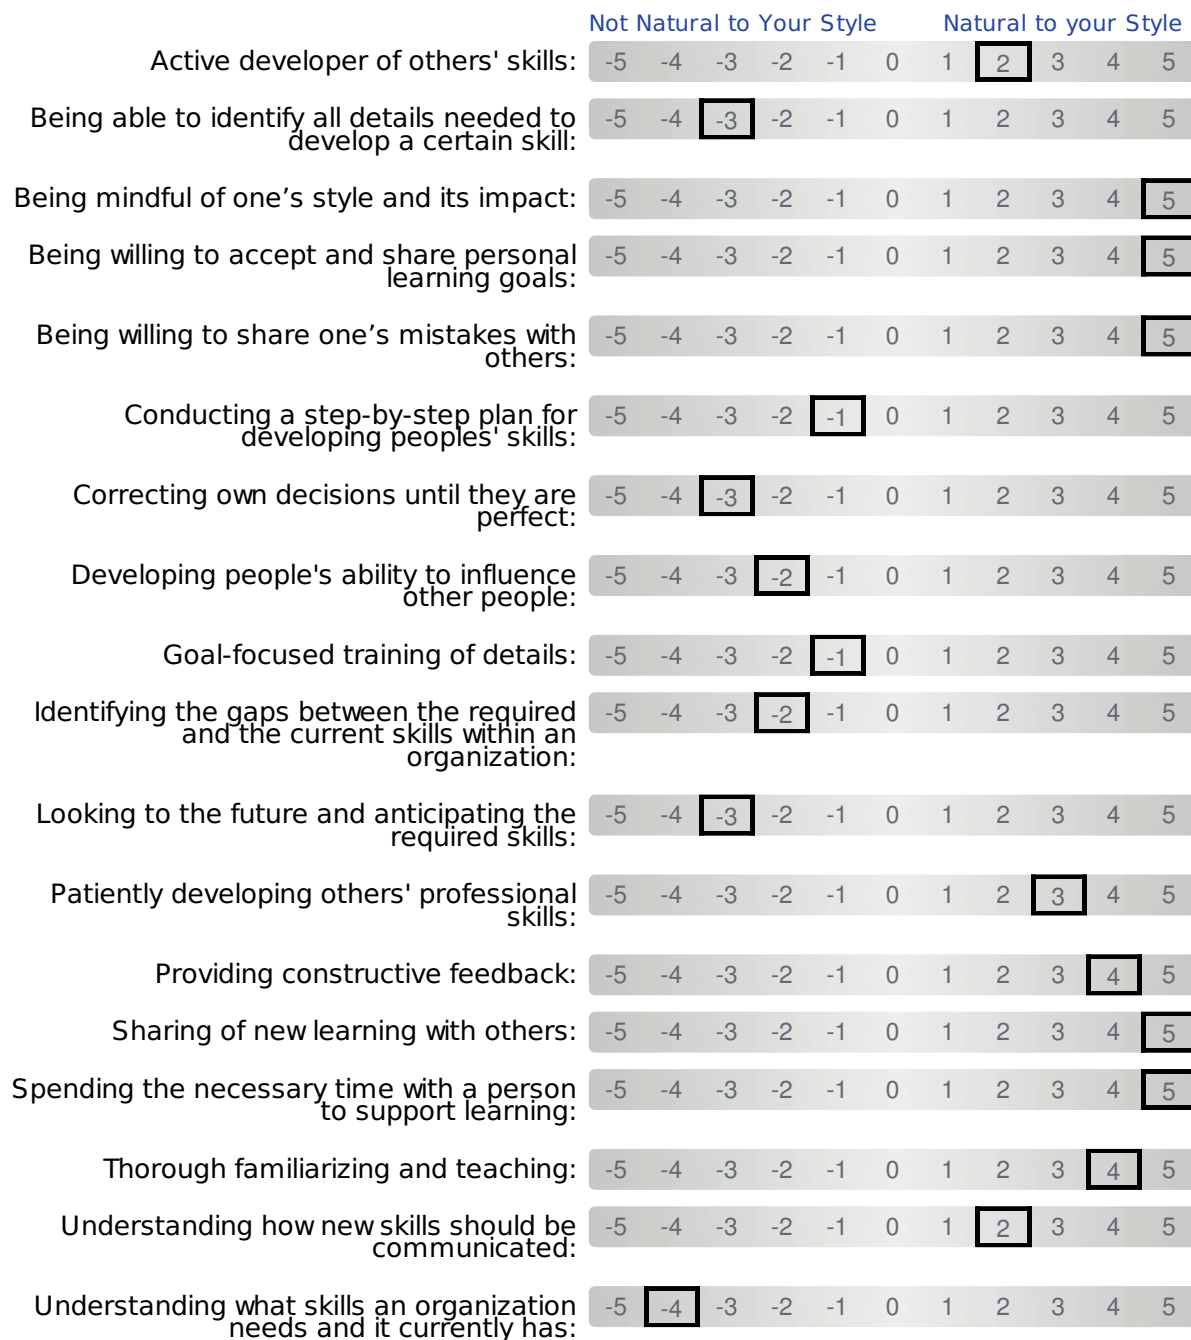 Not Natural to Your Style Natural to your Style
Active developer of others' skills: -5 -4 -3 -2 -1 0 1 2 3 4 5
Being able to identify all details needed to -5 -4 -3 -2 -1 0 1 2 3 4 5
develop a certain skill:
Being mindful of one’s style and its impact: -5 -4 -3 -2 -1 0 1 2 3 4 5
Being willing to accept and share personal -5 -4 -3 -2 -1 0 1 2 3 4 5
learning goals:
Being willing to share one’s mistakes with -5 -4 -3 -2 -1 0 1 2 3 4 5
others:
Conducting a step-by-step plan for -5 -4 -3 -2 -1 0 1 2 3 4 5
developing peoples' skills:
Correcting own decisions until they are -5 -4 -3 -2 -1 0 1 2 3 4 5
perfect:
Developing people's ability to influence -5 -4 -3 -2 -1 0 1 2 3 4 5
other people:
Goal-focused training of details: -5 -4 -3 -2 -1 0 1 2 3 4 5
Identifying the gaps between the required -5 -4 -3 -2 -1 0 1 2 3 4 5
and the current skills within an
organization:
Looking to the future and anticipating the -5 -4 -3 -2 -1 0 1 2 3 4 5
required skills:
Patiently developing others' professional -5 -4 -3 -2 -1 0 1 2 3 4 5
skills:
Providing constructive feedback: -5 -4 -3 -2 -1 0 1 2 3 4 5
Sharing of new learning with others: -5 -4 -3 -2 -1 0 1 2 3 4 5
Spending the necessary time with a person -5 -4 -3 -2 -1 0 1 2 3 4 5
to support learning:
Thorough familiarizing and teaching: -5 -4 -3 -2 -1 0 1 2 3 4 5
Understanding how new skills should be -5 -4 -3 -2 -1 0 1 2 3 4 5
communicated:
Understanding what skills an organization -5 -4 -3 -2 -1 0 1 2 3 4 5
needs and it currently has: